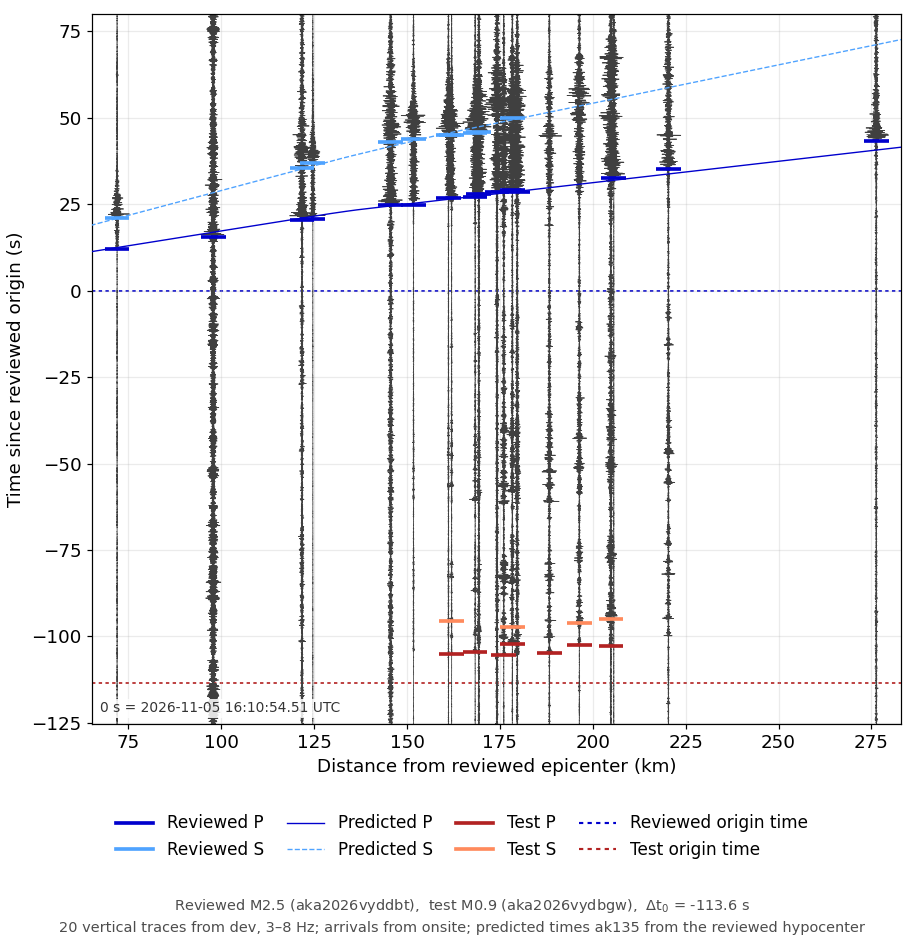 75
50
25
0
−25
−50
−75
−100
−125
Time since reviewed origin (s)
0 s = 2026-11-05 16:10:54.51 UTC
75 100 125 150 175 200 225 250 275
Distance from reviewed epicenter (km)
Reviewed P Predicted P Test P Reviewed origin time
Reviewed S Predicted S Test S Test origin time
Reviewed M2.5 (aka2026vyddbt), test M0.9 (aka2026vydbgw), Δt₀ = -113.6 s
20 vertical traces from dev, 3–8 Hz; arrivals from onsite; predicted times ak135 from the reviewed hypocenter